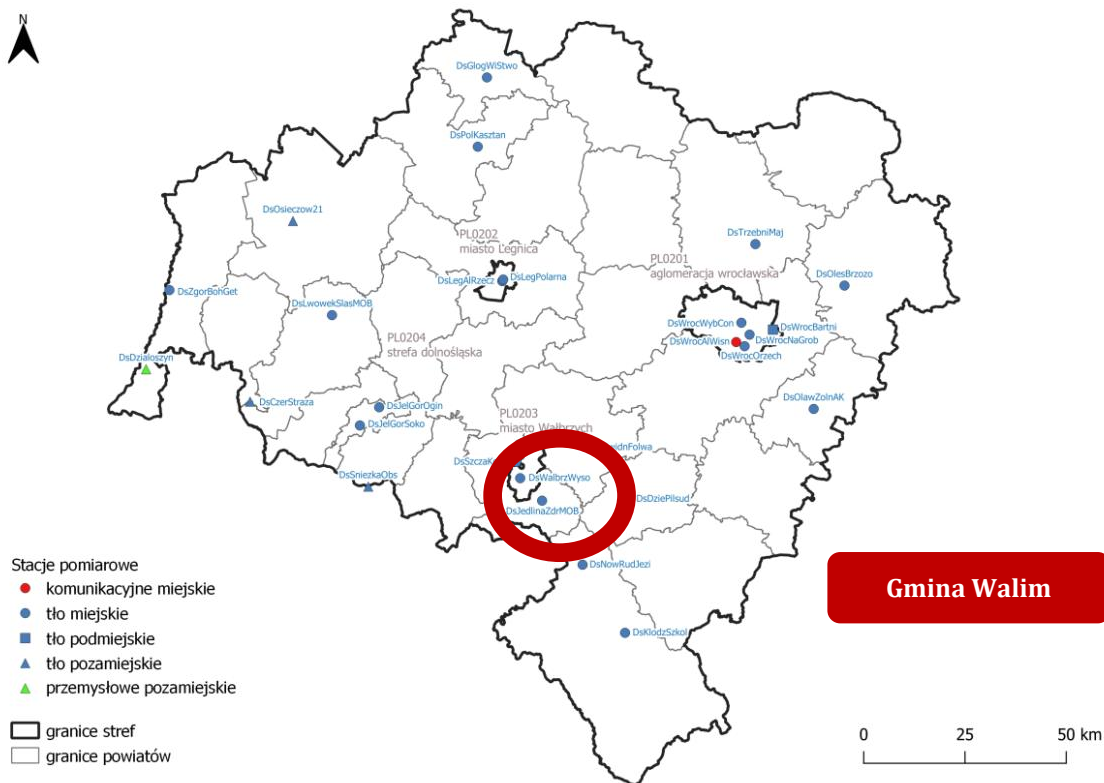 N
DsGlogWiStwo
DsPolKasztan
DsOsieczow21
PL0202
miasto Legnica
DsTrzebniMaj
PL0201
aglomeracja wrocławska
DsOlesBrzozo
DsLegAlRzecz
DsLegPolarna
DsZgorBohGet
DsLwowekSlasMOB
DsWrocWybCon
DsWrocBartni
PL0204
strefa dolnośląska
DsWrocAlWisn
DsWrocNaGrob
DsWrocOrzech
DsDzialoszyn
DsCzerStraza
DsJelGorOgin
DsOlawZolnAK
PL0203
miasto Wałbrzych
DsJelGorSoko
DsSniezkaObs
DsWalbrzWyso
DsDziePilsud
DsJedlinaZdrMOB
DsNowRudJezi
DsKlodzSzkol
Gmina Walim
Stacje pomiarowe
komunikacyjne miejskie
tło miejskie
tło podmiejskie
tło pozamiejskie
przemysłowe pozamiejskie
granice stref
granice powiatów
0 25 50 km